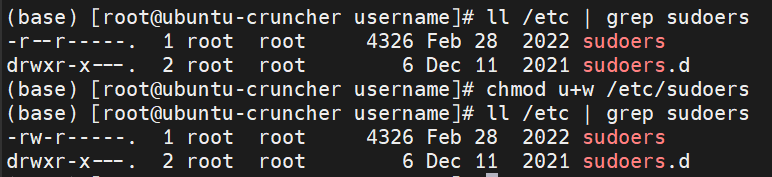 (base) [root@ubuntu-cruncher username]# ll /etc | grep sudoers
-r--r-----.  1 root  root     4326 Feb 28  2022 sudoers
drwxr-x---.  2 root  root        6 Dec 11  2021 sudoers.d
(base) [root@ubuntu-cruncher username]# chmod u+w /etc/sudoers
(base) [root@ubuntu-cruncher username]# ll /etc | grep sudoers
-rw-r-----.  1 root  root     4326 Feb 28  2022 sudoers
drwxr-x---.  2 root  root        6 Dec 11  2021 sudoers.d